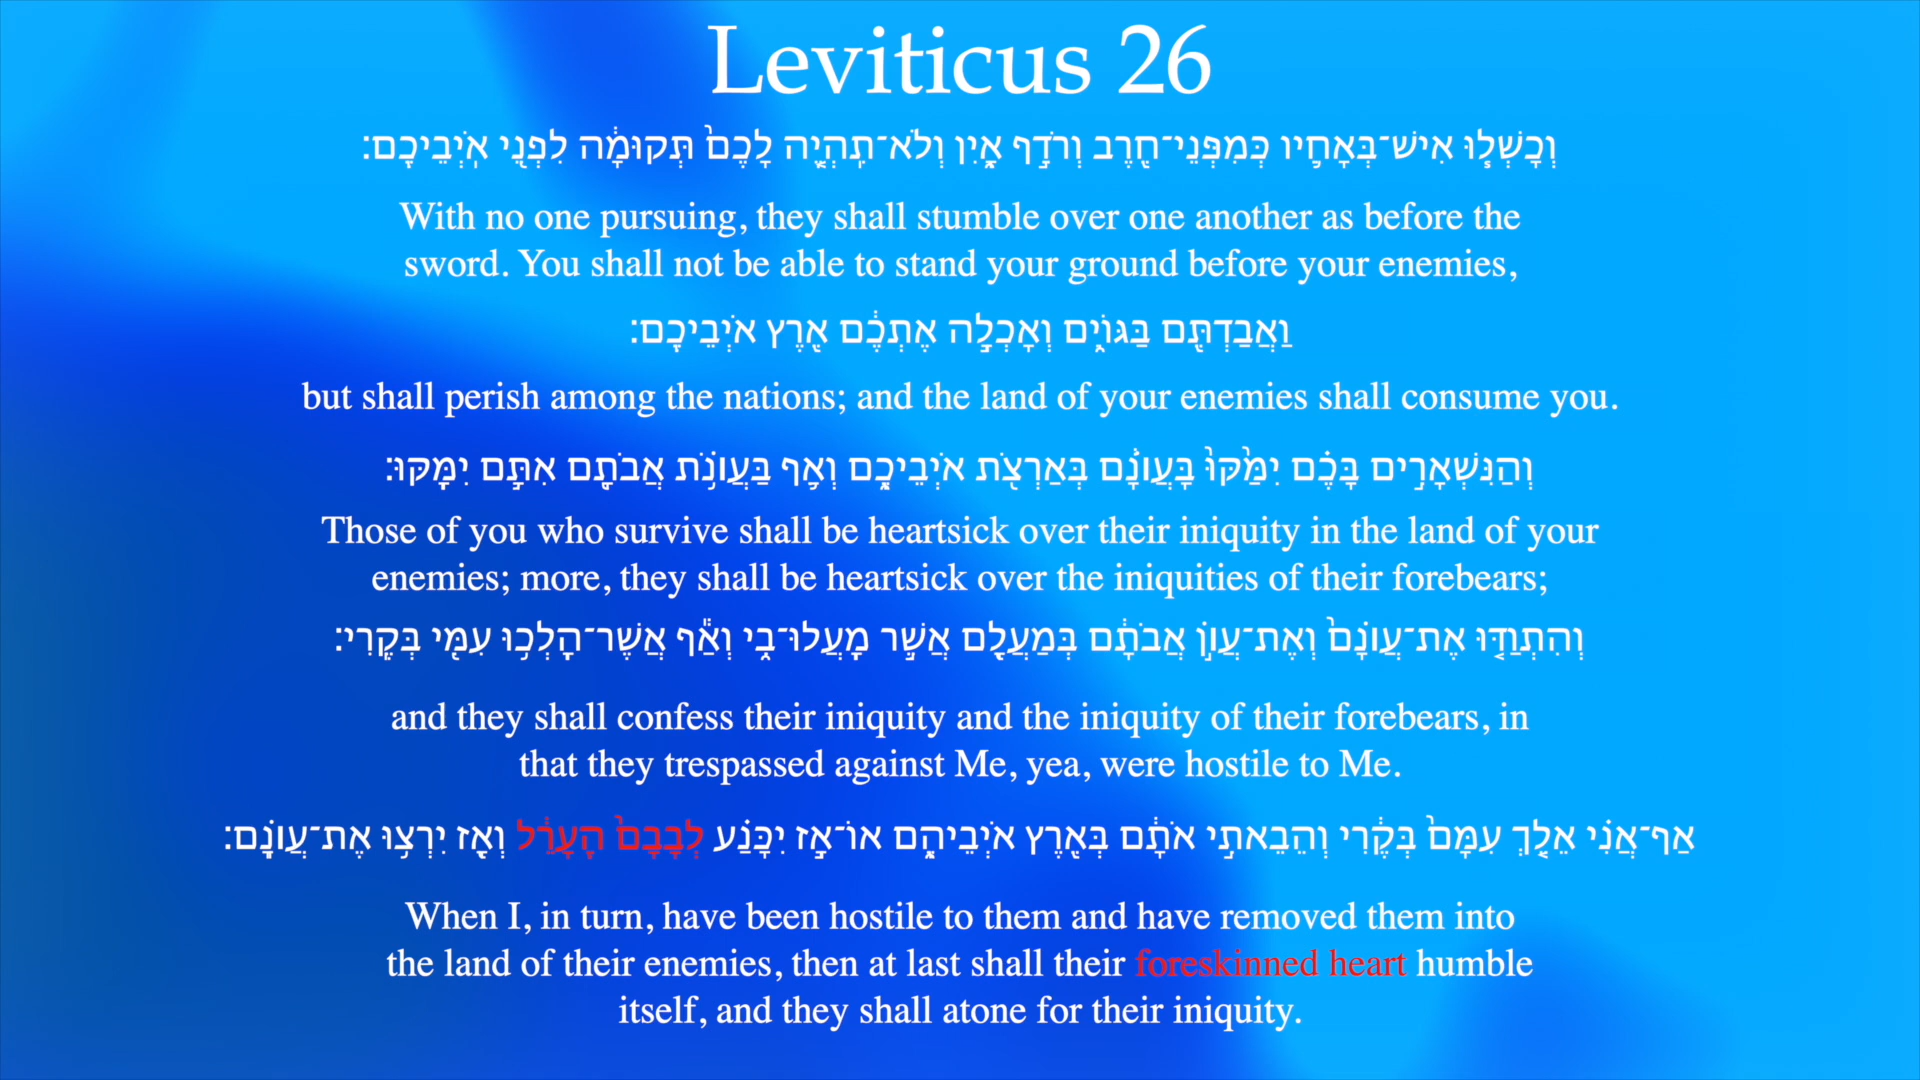 Leviticus 26
וְכָשְׁל֧וּ אִישׁ־בְּאָחִ֛יו כְּמִפְּנֵי־חֶ֖רֶב וְרֹדֵ֣ף אָ֑יִן וְלֹא־תִֽהְיֶ֤ה לָכֶם֙ תְּקוּמָ֔ה לִפְנֵ֖י אֹֽיְבֵיכֶֽם׃
With no one pursuing, they shall stumble over one another as before the
sword. You shall not be able to stand your ground before your enemies,
וַאֲבַדְתֶּ֖ם בַּגּוֹיִ֑ם וְאָכְלָ֣ה אֶתְכֶ֔ם אֶ֖רֶץ אֹיְבֵיכֶֽם׃
but shall perish among the nations; and the land of your enemies shall consume you.
וְהַנִּשְׁאָרִ֣ים בָּכֶ֗ם יִמַּ֙קּוּ֙ בַּֽעֲוֺנָ֔ם בְּאַרְצֹ֖ת אֹיְבֵיכֶ֑ם וְאַ֛ף בַּעֲוֺנֹ֥ת אֲבֹתָ֖ם אִתָּ֥ם יִמָּֽקּוּ׃
Those of you who survive shall be heartsick over their iniquity in the land of your
enemies; more, they shall be heartsick over the iniquities of their forebears;
וְהִתְוַדּ֤וּ אֶת־עֲוֺנָם֙ וְאֶת־עֲוֺ֣ן אֲבֹתָ֔ם בְּמַעֲלָ֖ם אֲשֶׁ֣ר מָֽעֲלוּ־בִ֑י וְאַ֕ף אֲשֶׁר־הָֽלְכ֥וּ עִמִּ֖י בְּקֶֽרִי׃
and they shall confess their iniquity and the iniquity of their forebears, in
that they trespassed against Me, yea, were hostile to Me.
אַף־אֲנִ֗י אֵלֵ֤ךְ עִמָּם֙ בְּקֶ֔רִי וְהֵבֵאתִ֣י אֹתָ֔ם בְּאֶ֖רֶץ אֹיְבֵיהֶ֑ם אוֹ־אָ֣ז יִכָּנַ֗ע לְבָבָם֙ הֶֽעָרֵ֔ל וְאָ֖ז יִרְצ֥וּ אֶת־עֲוֺנָֽם׃
When I, in turn, have been hostile to them and have removed them into
the land of their enemies, then at last shall their foreskinned heart humble
itself, and they shall atone for their iniquity.